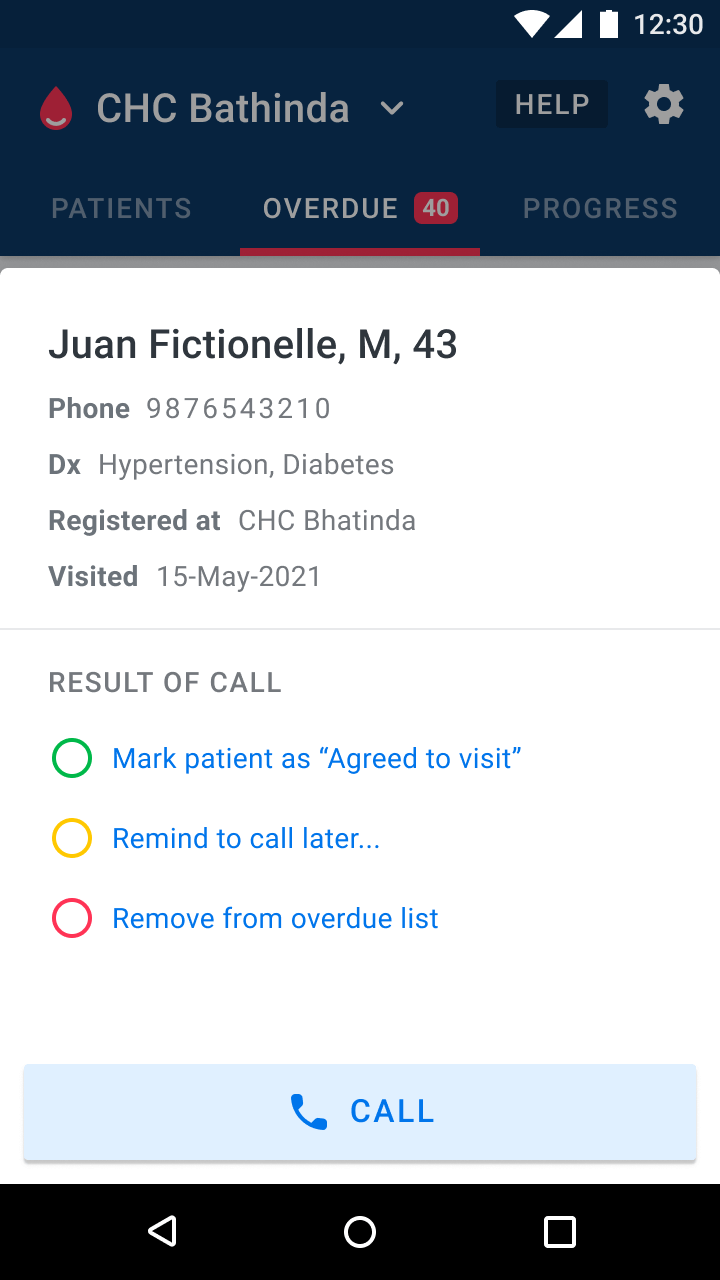 12:30
CHC Bathinda HELP
PATIENTS OVERDUE 40 PROGRESS
Juan Fictionelle, M, 43
Phone 9876543210
Dx Hypertension, Diabetes
Registered at CHC Bhatinda
Visited 15-May-2021
RESULT OF CALL
Mark patient as “Agreed to visit”
Remind to call later...
Remove from overdue list
CALL